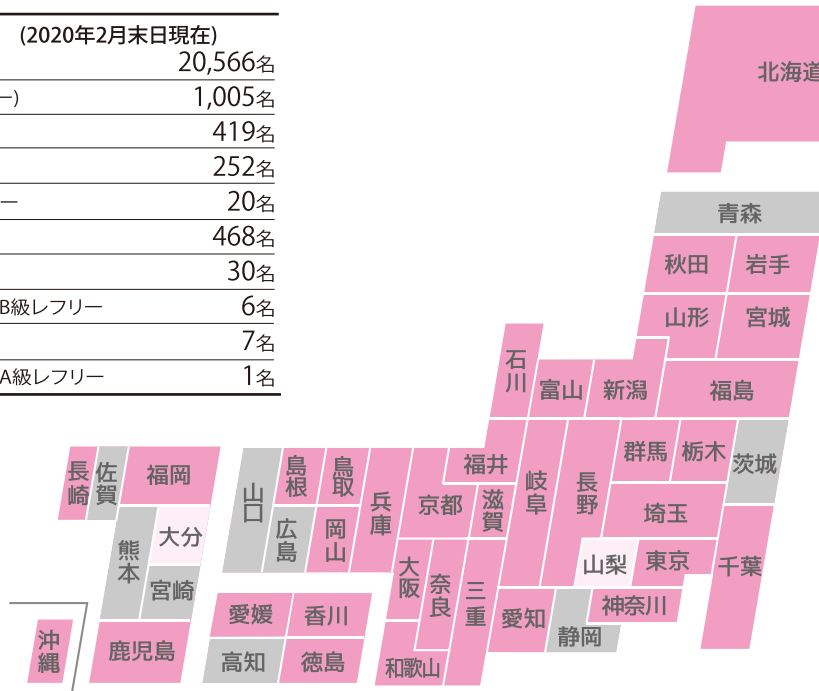 (2020年2月末日現在)
20,566名
ー) 1,005名
419名
252名
ー 20名
468名
30名
B級レフリー 6名
7名
A級レフリー 1名
北海道
青森
秋田 岩手
山形 宮城
石川 富山 新潟 福島
福井 岐阜 長野 群馬 栃木 茨城
長崎 佐賀 福岡 山口 島根 鳥取 兵庫 京都 滋賀 埼玉
熊本 大分 広島 岡山 山梨 東京 千葉
宮崎 大阪 奈良 三重 愛知 静岡 神奈川
沖縄 鹿児島 愛媛 香川
高知 徳島 和歌山